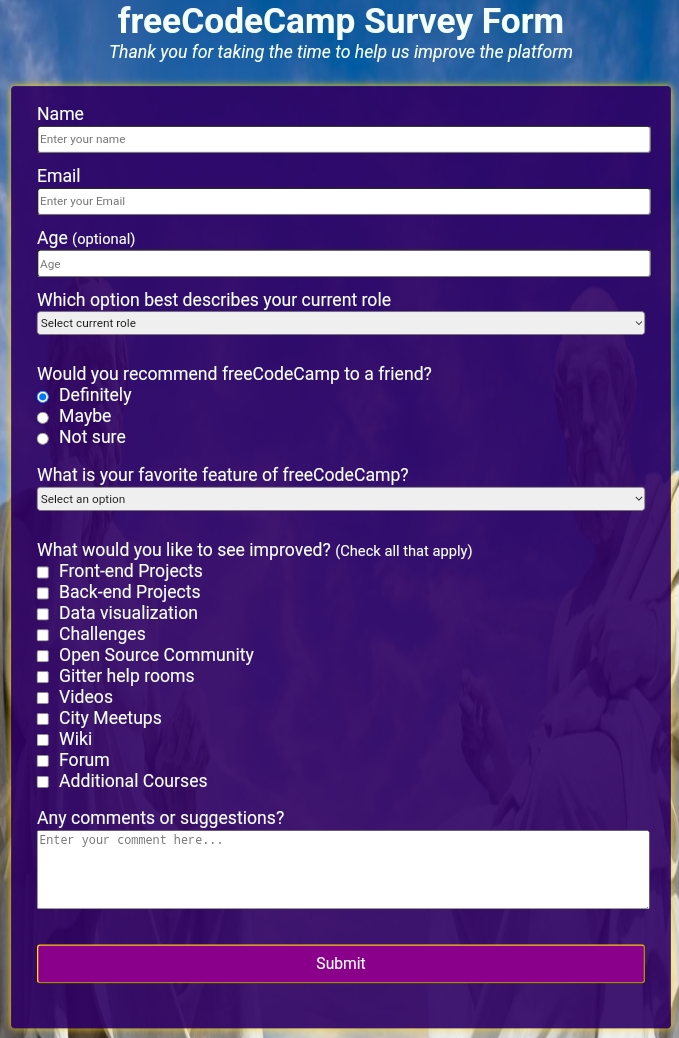 freeCodeCamp Survey Form
Thank you for taking the time to help us improve the platform
Name
Enter your name
Email
Enter your Email
Age (optional)
Age
Which option best describes your current role
Select current role
Would you recommend freeCodeCamp to a friend?
Definitely
Maybe
Not sure
What is your favorite feature of freeCodeCamp?
Select an option
What would you like to see improved? (Check all that apply)
Front-end Projects
Back-end Projects
Data visualization
Challenges
Open Source Community
Gitter help rooms
Videos
City Meetups
Wiki
Forum
Additional Courses
Any comments or suggestions?
Enter your comment here...
Submit